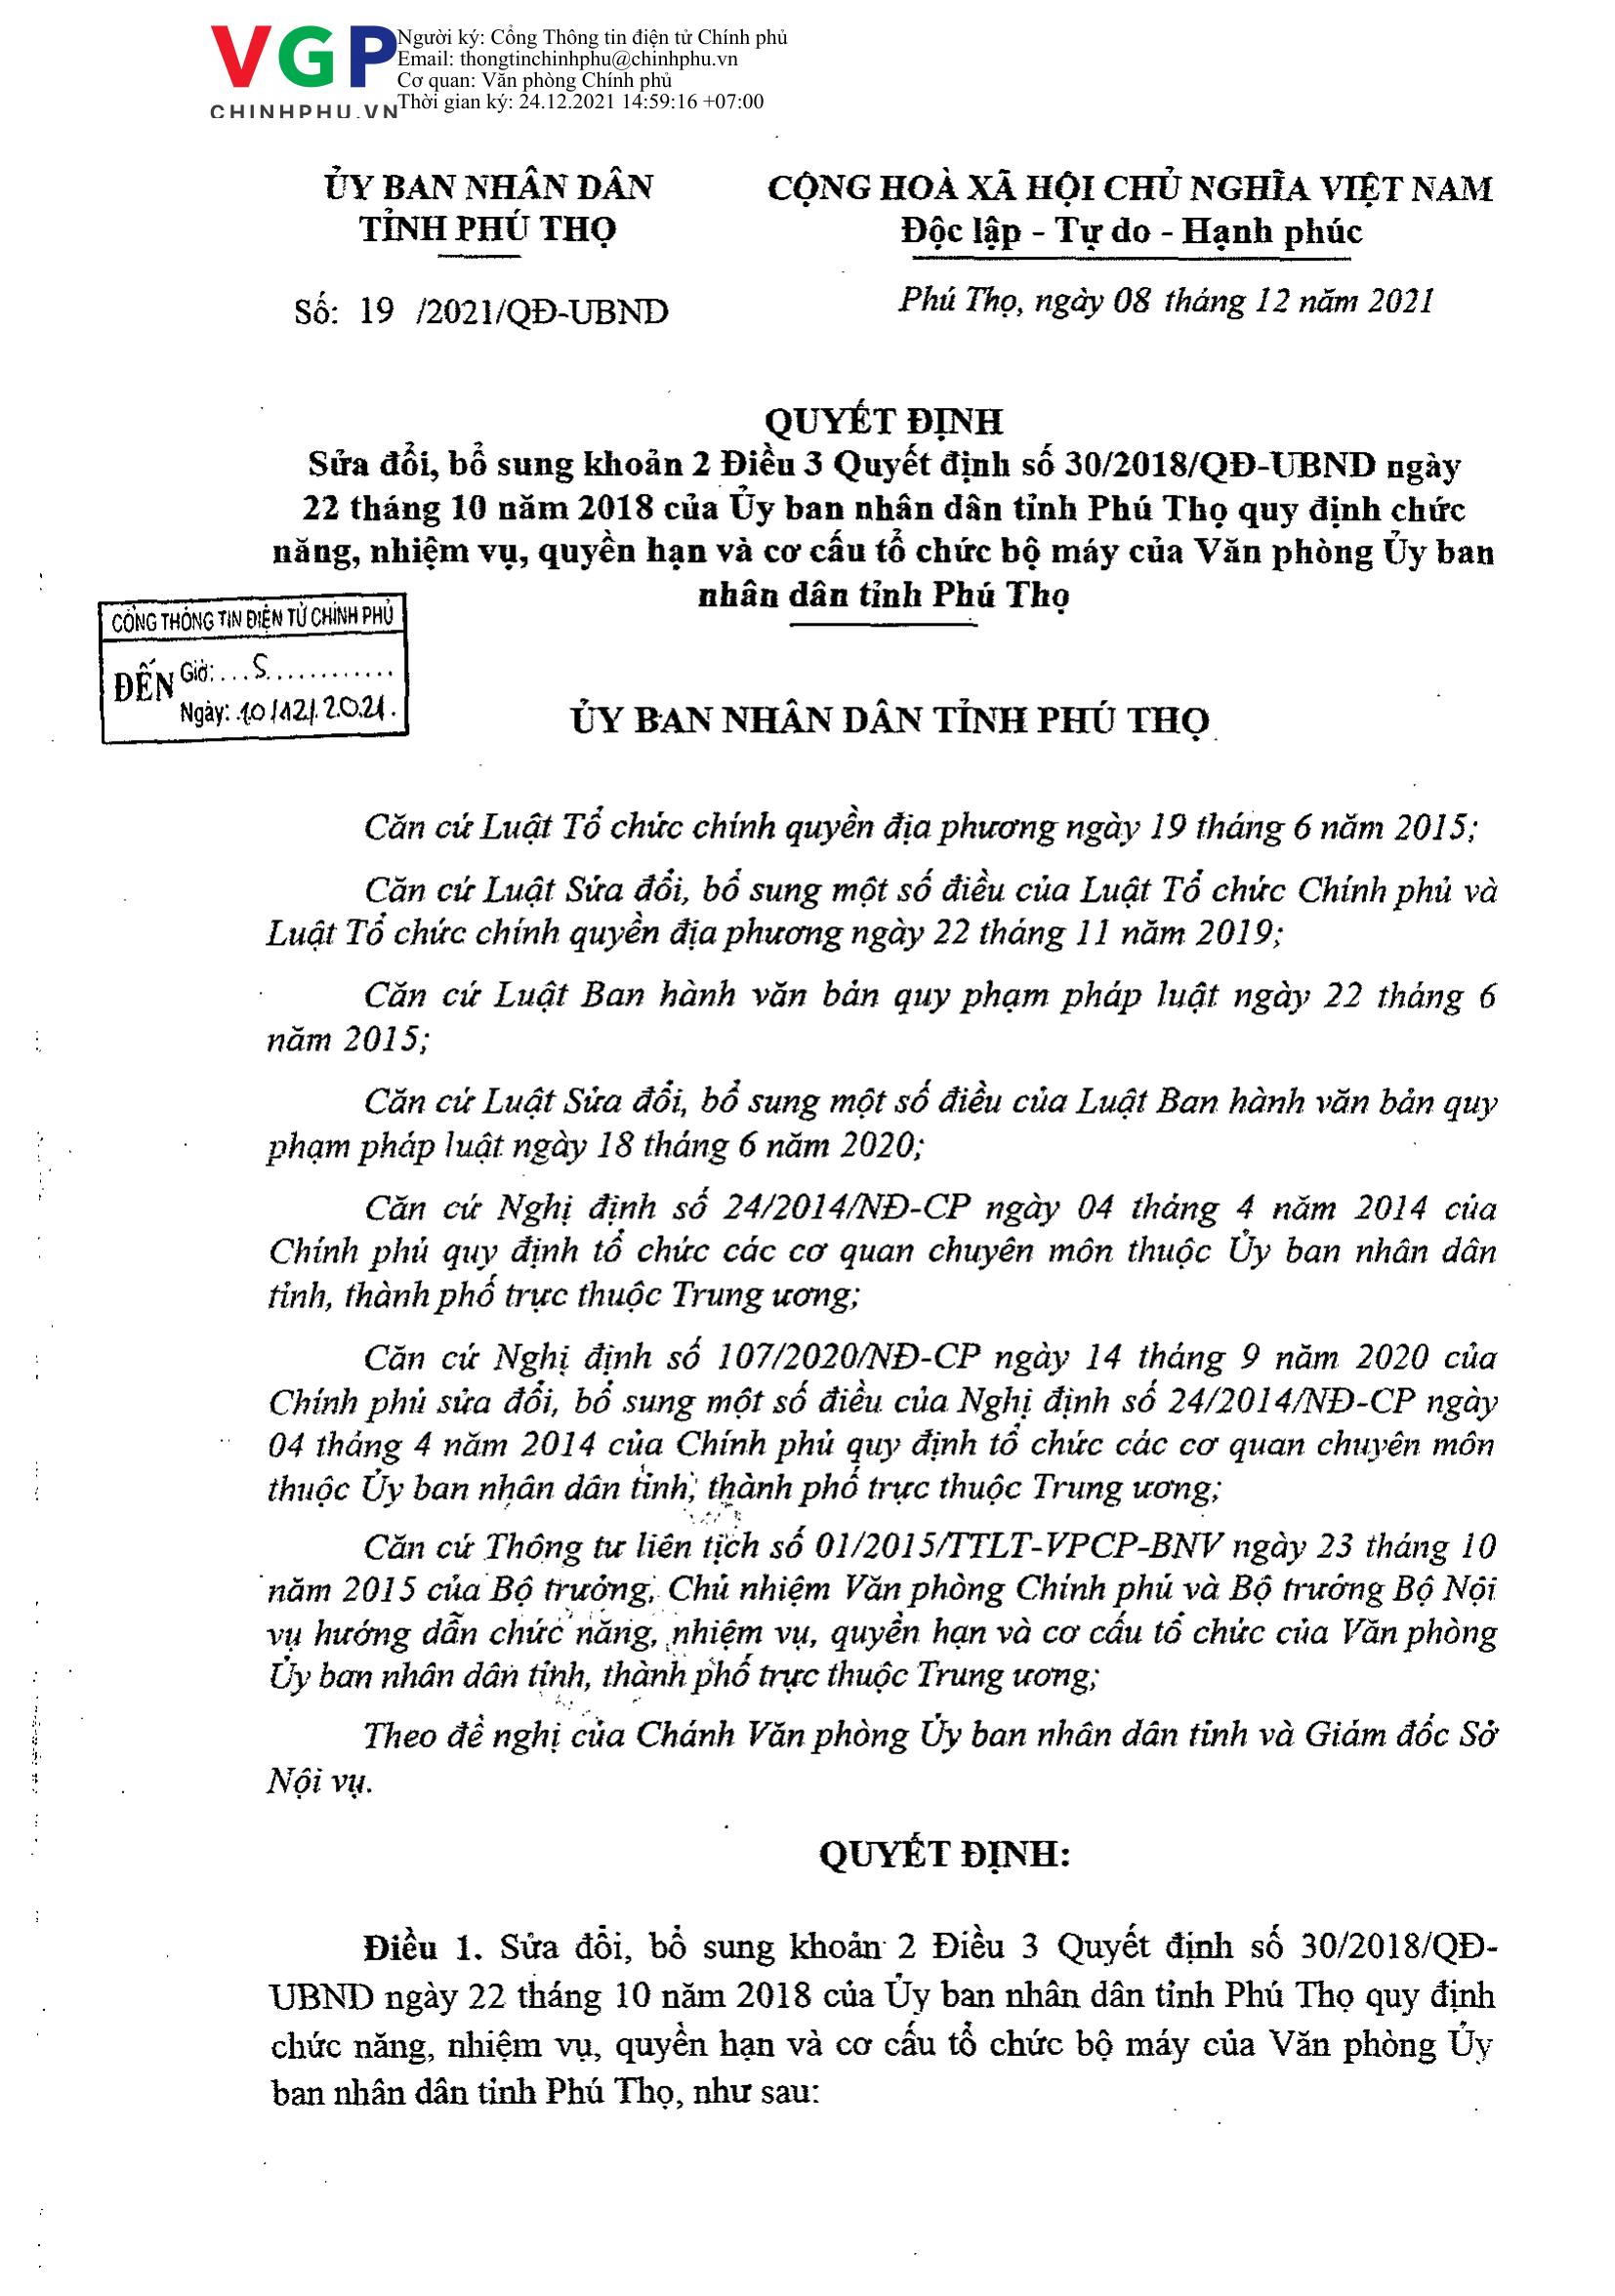 VGP
CHINHPHU.VN
Người ký: Cổng Thông tin điện tử Chính phủ
Email: thongtinchinhphu@chinhphu.vn
Cơ quan: Văn phòng Chính phủ
Thời gian ký: 24.12.2021 14:59:16 +07:00
ỦY BAN NHÂN DÂN
TỈNH PHÚ THỌ
CỘNG HOÀ XÃ HỘI CHỦ NGHĨA VIỆT NAM
Độc lập - Tự do - Hạnh phúc
Số: 19 /2021/QĐ-UBND
Phú Thọ, ngày 08 tháng 12 năm 2021
QUYẾT ĐỊNH
Sửa đổi, bổ sung khoản 2 Điều 3 Quyết định số 30/2018/QĐ-UBND ngày
22 tháng 10 năm 2018 của Ủy ban nhân dân tỉnh Phú Thọ quy định chức
năng, nhiệm vụ, quyền hạn và cơ cấu tổ chức bộ máy của Văn phòng Ủy ban
nhân dân tỉnh Phú Thọ
CỔNG THÔNG TIN ĐIỆN TỬ CHÍNH PHỦ
ĐẾN
Giờ: ...S............
Ngày: 10/12/2021.
ỦY BAN NHÂN DÂN TỈNH PHÚ THỌ
Căn cứ Luật Tổ chức chính quyền địa phương ngày 19 tháng 6 năm 2015;
Căn cứ Luật Sửa đổi, bổ sung một số điều của Luật Tổ chức Chính phủ và
Luật Tổ chức chính quyền địa phương ngày 22 tháng 11 năm 2019;
Căn cứ Luật Ban hành văn bản quy phạm pháp luật ngày 22 tháng 6
năm 2015;
Căn cứ Luật Sửa đổi, bổ sung một số điều của Luật Ban hành văn bản quy
phạm pháp luật ngày 18 tháng 6 năm 2020;
Căn cứ Nghị định số 24/2014/NĐ-CP ngày 04 tháng 4 năm 2014 của
Chính phủ quy định tổ chức các cơ quan chuyên môn thuộc Ủy ban nhân dân
tỉnh, thành phố trực thuộc Trung ương;
Căn cứ Nghị định số 107/2020/NĐ-CP ngày 14 tháng 9 năm 2020 của
Chính phủ sửa đổi, bổ sung một số điều của Nghị định số 24/2014/NĐ-CP ngày
04 tháng 4 năm 2014 của Chính phủ quy định tổ chức các cơ quan chuyên môn
thuộc Ủy ban nhân dân tỉnh, thành phố trực thuộc Trung ương;
Căn cứ Thông tư liên tịch số 01/2015/TTLT-VPCP-BNV ngày 23 tháng 10
năm 2015 của Bộ trưởng, Chủ nhiệm Văn phòng Chính phủ và Bộ trưởng Bộ Nội
vụ hướng dẫn chức năng, nhiệm vụ, quyền hạn và cơ cấu tổ chức của Văn phòng
Ủy ban nhân dân tỉnh, thành phố trực thuộc Trung ương;
Theo đề nghị của Chánh Văn phòng Ủy ban nhân dân tỉnh và Giám đốc Sở
Nội vụ.
QUYẾT ĐỊNH:
Điều 1. Sửa đổi, bổ sung khoản 2 Điều 3 Quyết định số 30/2018/QĐ-
UBND ngày 22 tháng 10 năm 2018 của Ủy ban nhân dân tỉnh Phú Thọ quy định
chức năng, nhiệm vụ, quyền hạn và cơ cấu tổ chức bộ máy của Văn phòng Ủy
ban nhân dân tỉnh Phú Thọ, như sau: